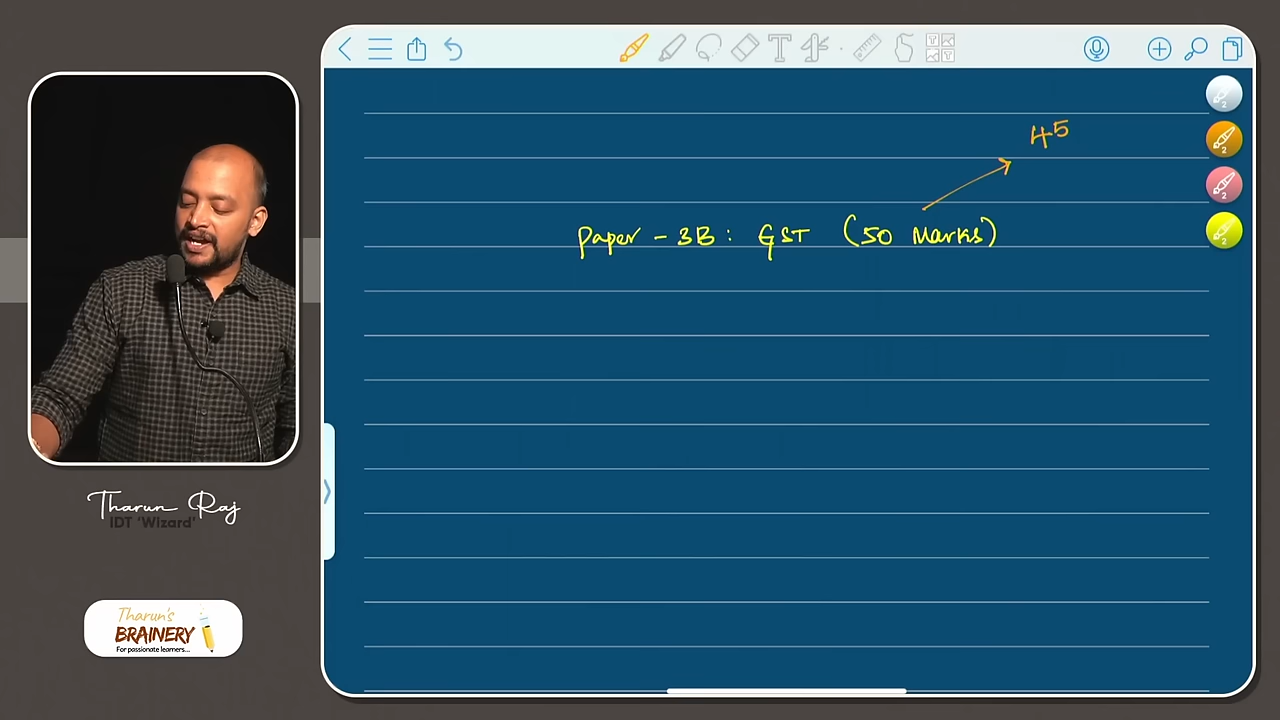 45
Paper - 3B: GST (50 Marks)
Tharun Raj
IDT 'Wizard'
Tharun's
BRAINERY
For passionate learners...